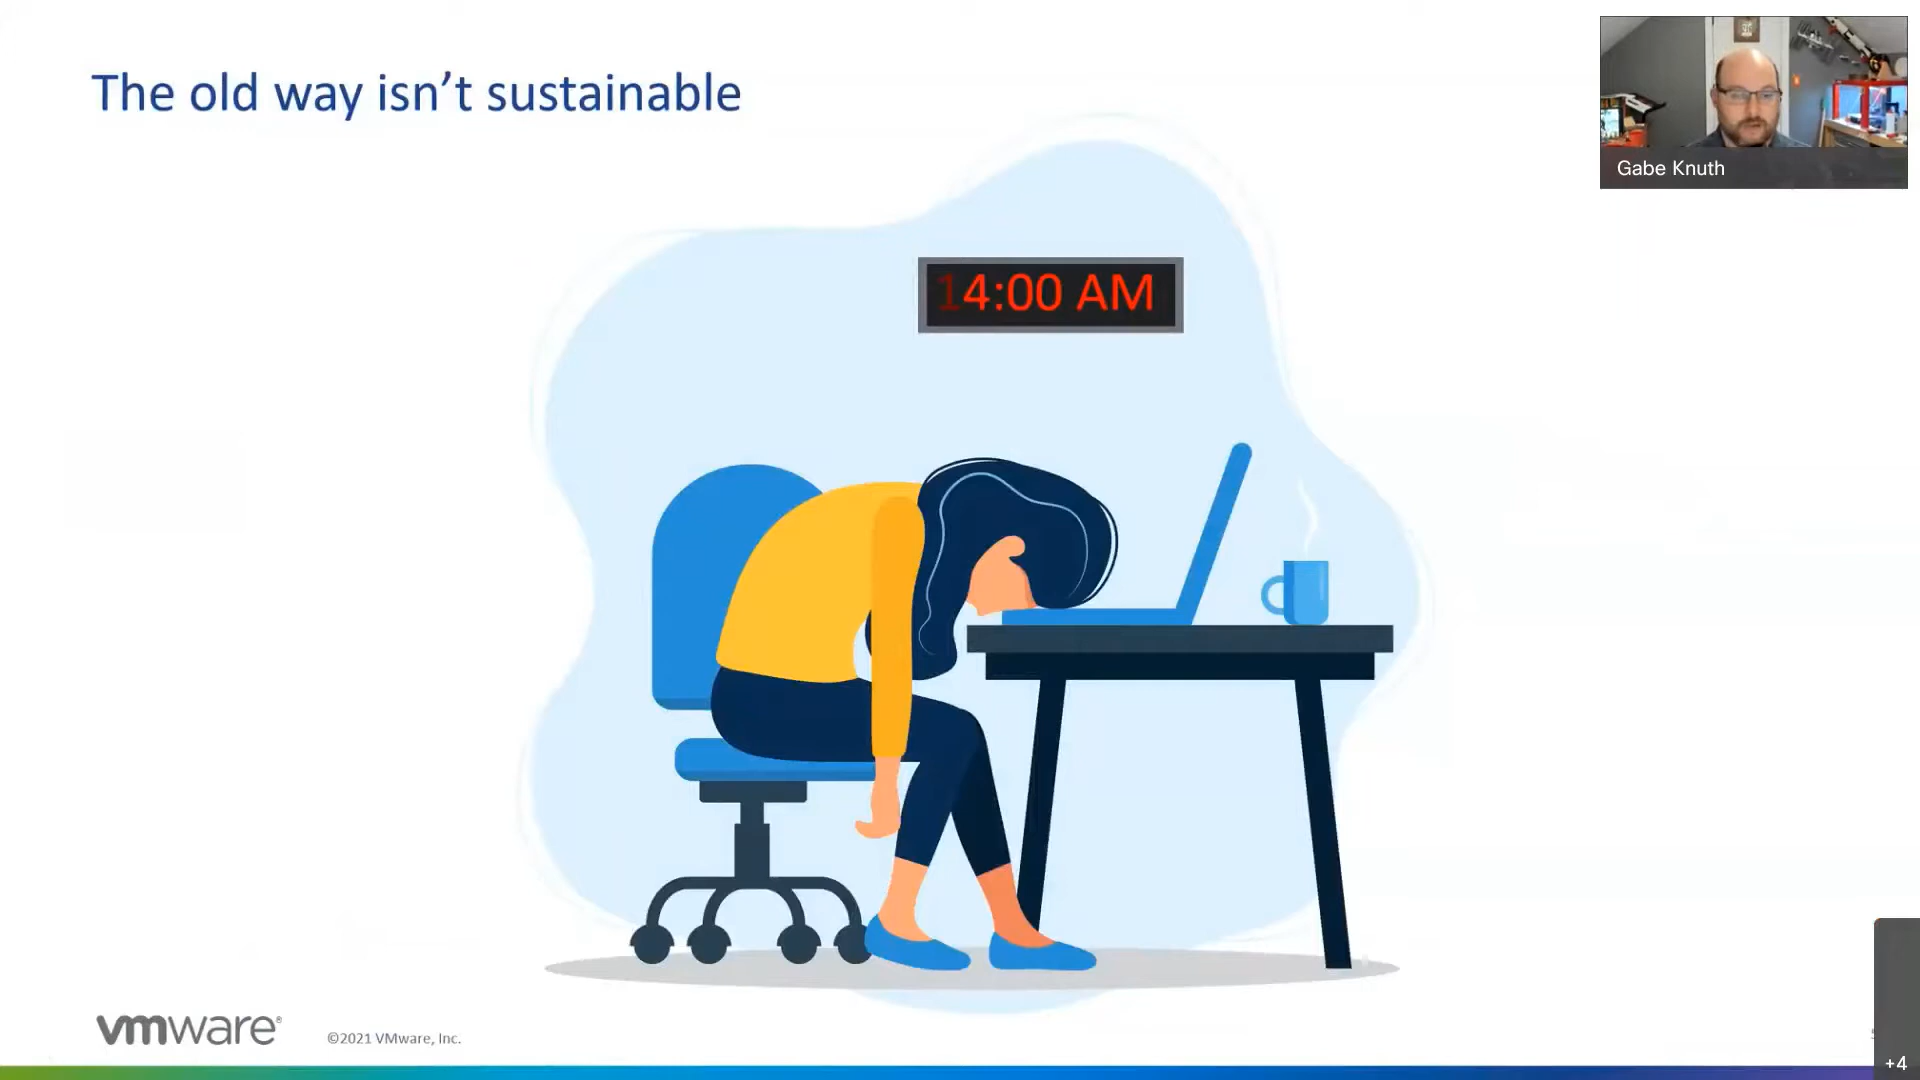 The old way isn’t sustainable
Gabe Knuth
14:00 AM
vmware®
©2021 VMware, Inc.
+4